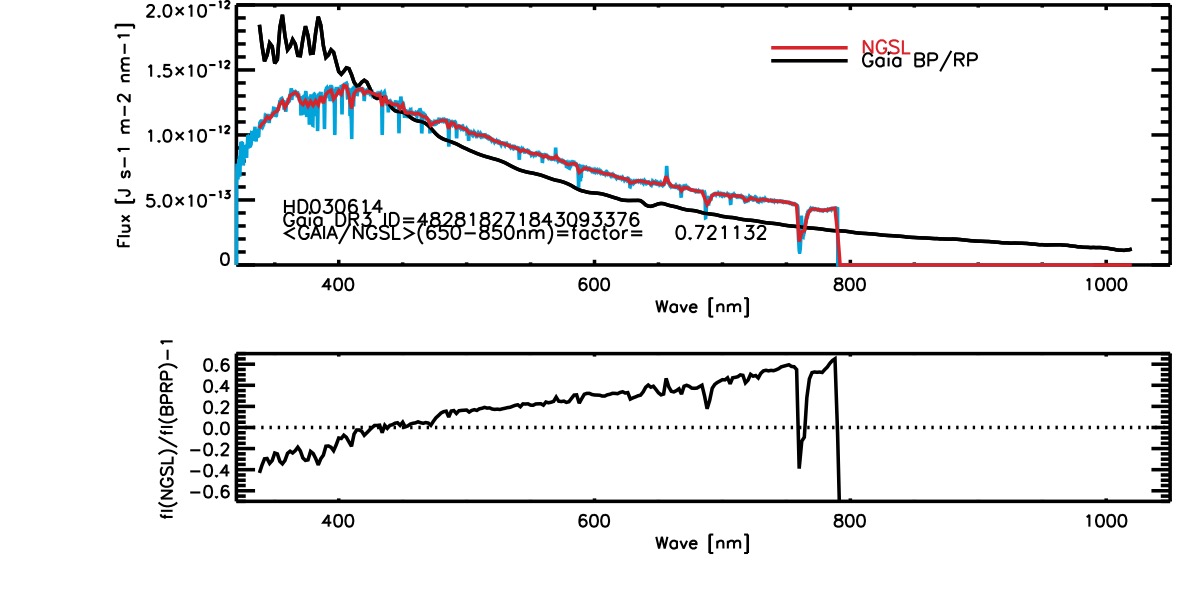 2.0×10−12
1.5×10−12
1.0×10−12
5.0×10−13
0
Flux [J s−1 m−2 nm−1]
NGSL
Gaia BP/RP
HD030614
Gaia DR3 ID=482818271843093376
<GAIA/NGSL>(650−850nm)=factor= 0.721132
400 600 800 1000
Wave [nm]
fl(NGSL)/fl(BPRP)−1
0.6
0.4
0.2
0.0
−0.2
−0.4
−0.6
400 600 800 1000
Wave [nm]